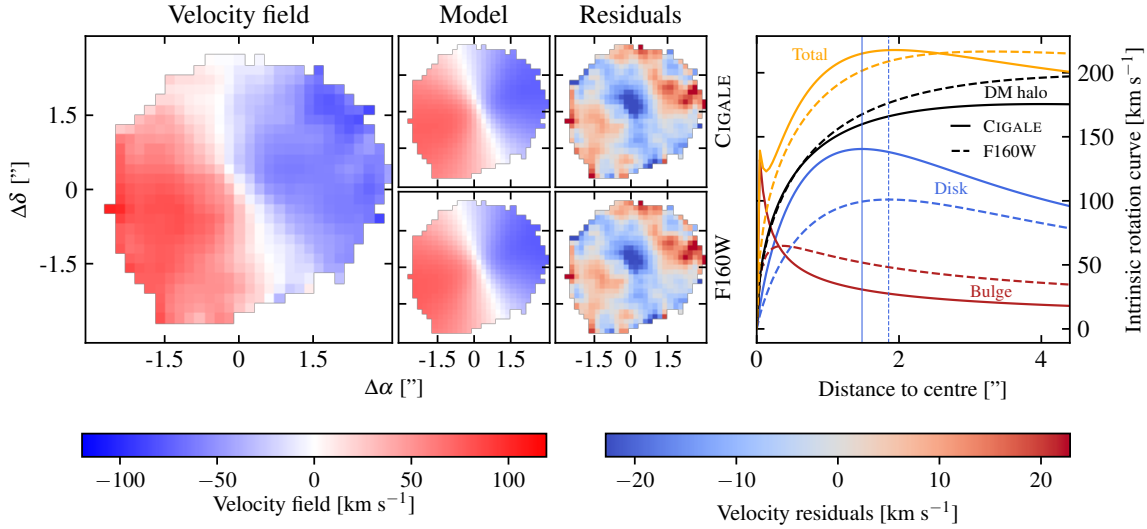 Velocity field
Model
Residuals
Δδ [”]
1.5
0
-1.5
-1.5
0
1.5
-1.5
0
1.5
-1.5
0
1.5
Δα [”]
CIGALE
F160W
Total
DM halo
CIGALE
F160W
Disk
Bulge
200
150
100
50
0
Intrinsic rotation curve [km s⁻¹]
0
2
4
Distance to centre [”]
−100
−50
0
50
100
Velocity field [km s⁻¹]
−20
−10
0
10
20
Velocity residuals [km s⁻¹]